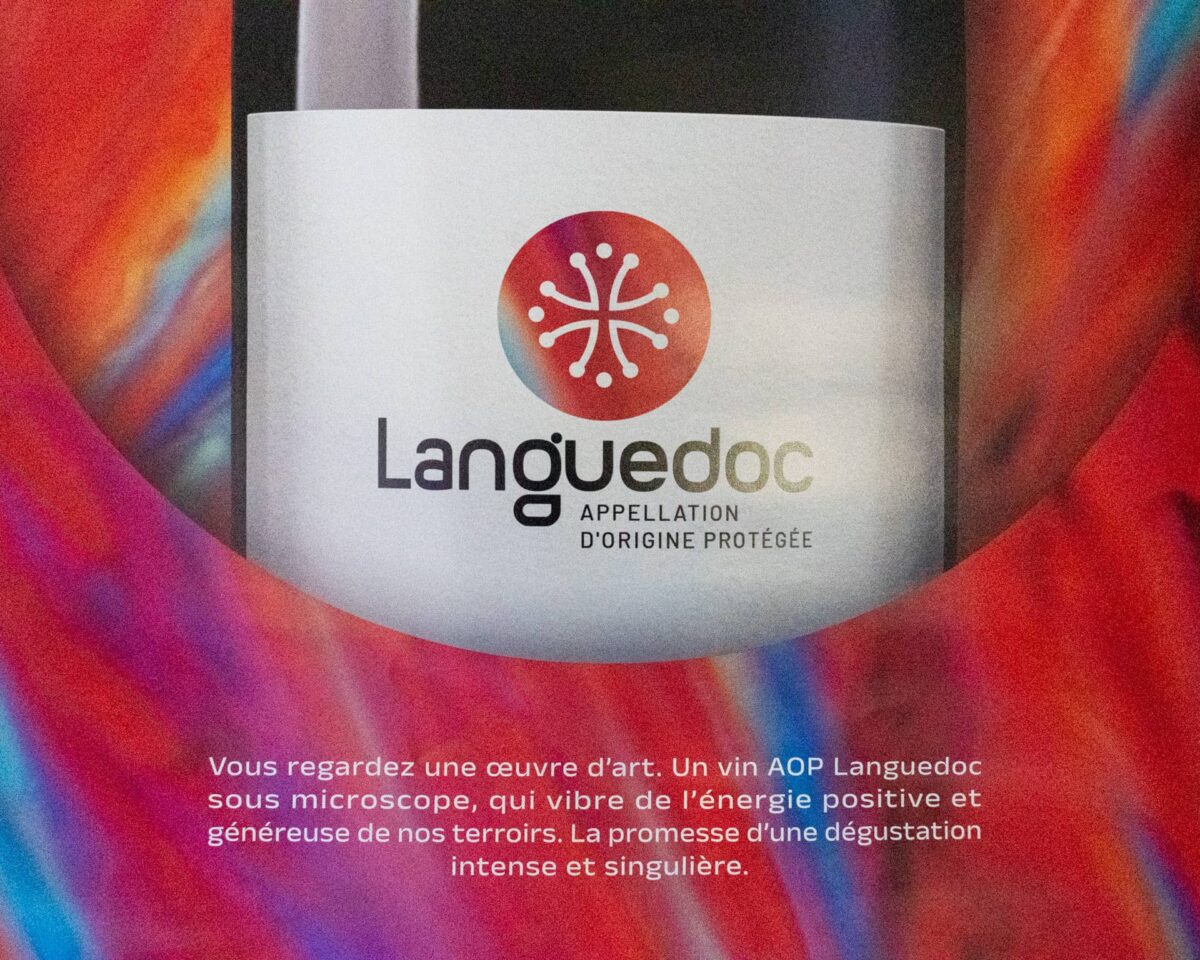 Languedoc
APPELLATION
D'ORIGINE PROTÉGÉE
Vous regardez une œuvre d’art. Un vin AOP Languedoc
sous microscope, qui vibre de l’énergie positive et
généreuse de nos terroirs. La promesse d’une dégustation
intense et singulière.